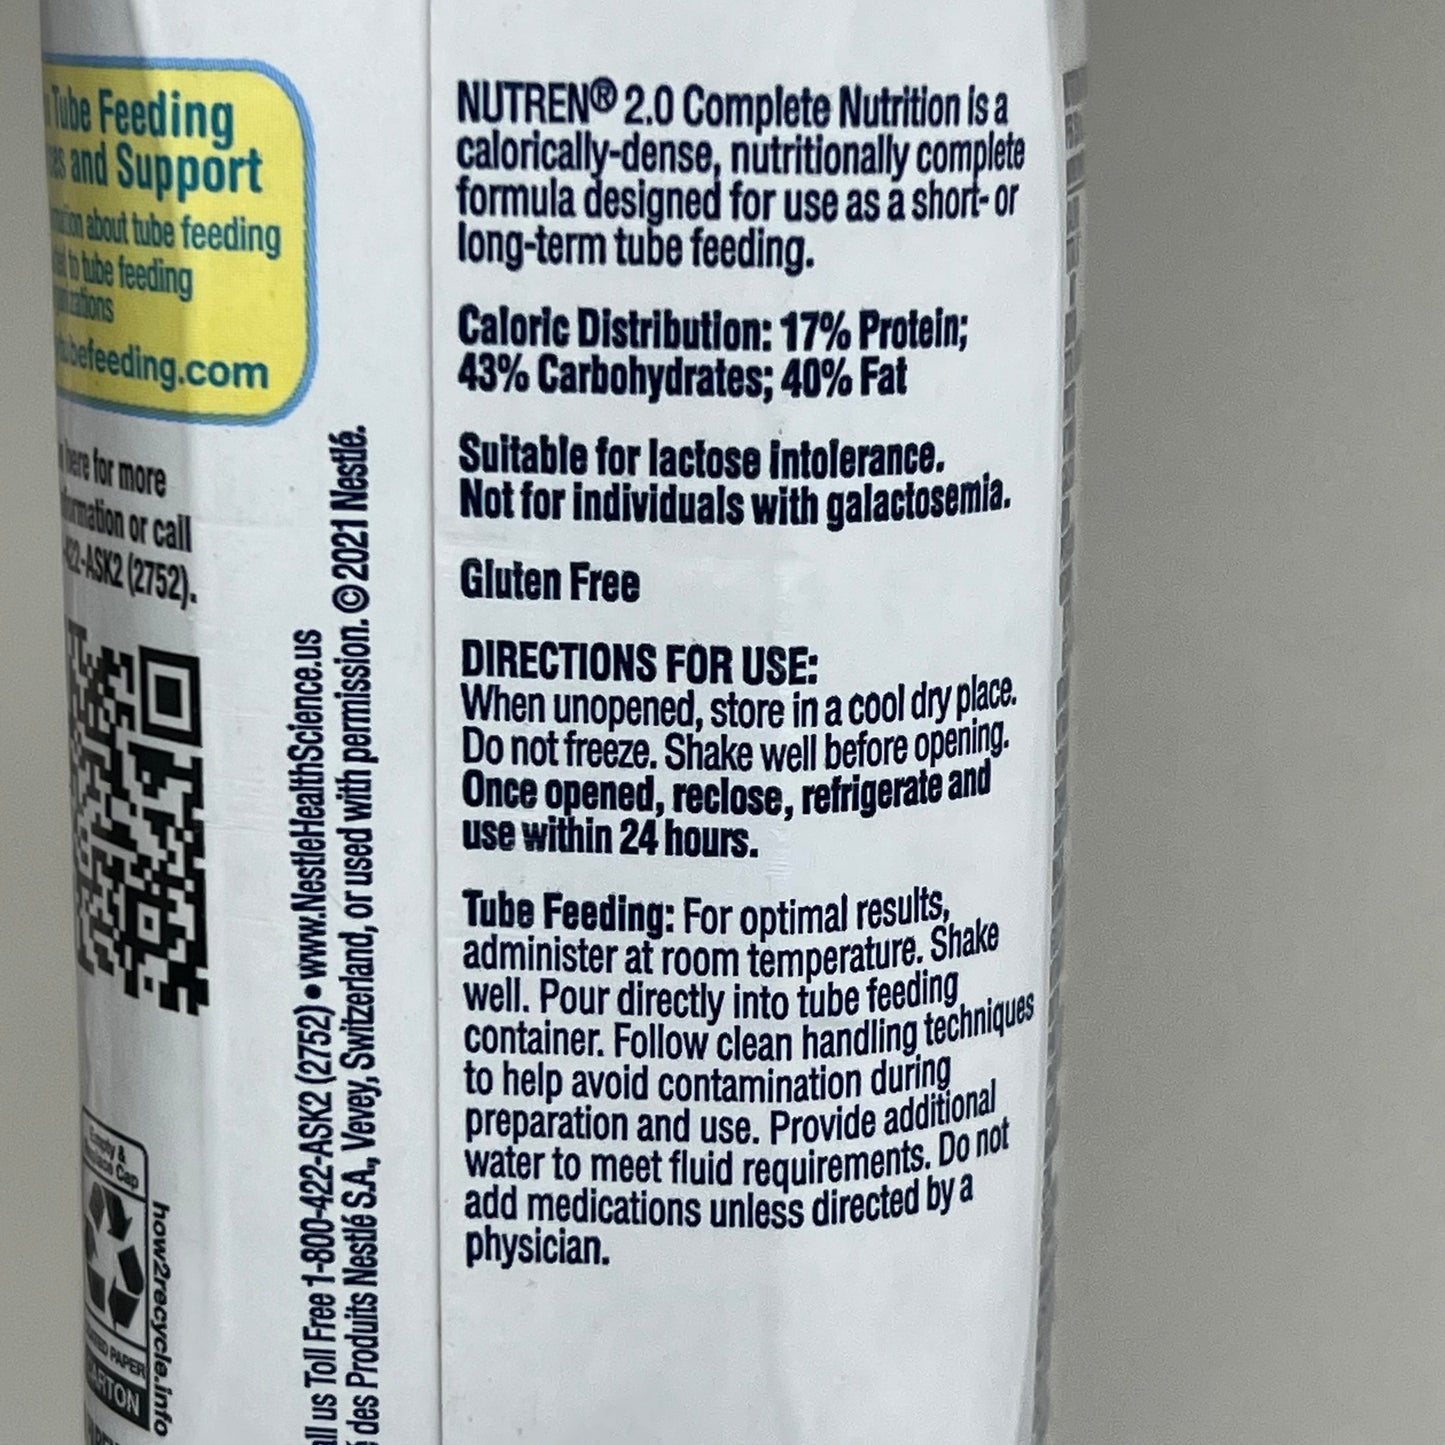 Tube Feeding
and Support
about tube feeding
to tube feeding
befeeding.com
here for more
or call
422-ASK2 (2752).
Empty &
Replace Cap
PAPER
CARTON
how2recycle.info
us Toll Free 1-800-422-ASK2 (2752) • www.NestleHealthScience.us
des Produits Nestlé S.A., Vevey, Switzerland, or used with permission. ©2021 Nestlé.
NUTREN® 2.0 Complete Nutrition is a
calorically-dense, nutritionally complete
formula designed for use as a short- or
long-term tube feeding.
Caloric Distribution: 17% Protein;
43% Carbohydrates; 40% Fat
Suitable for lactose intolerance.
Not for individuals with galactosemia.
Gluten Free
DIRECTIONS FOR USE:
When unopened, store in a cool dry place.
Do not freeze. Shake well before opening.
Once opened, reclose, refrigerate and
use within 24 hours.
Tube Feeding: For optimal results,
administer at room temperature. Shake
well. Pour directly into tube feeding
container. Follow clean handling techniques
to help avoid contamination during
preparation and use. Provide additional
water to meet fluid requirements. Do not
add medications unless directed by a
physician.